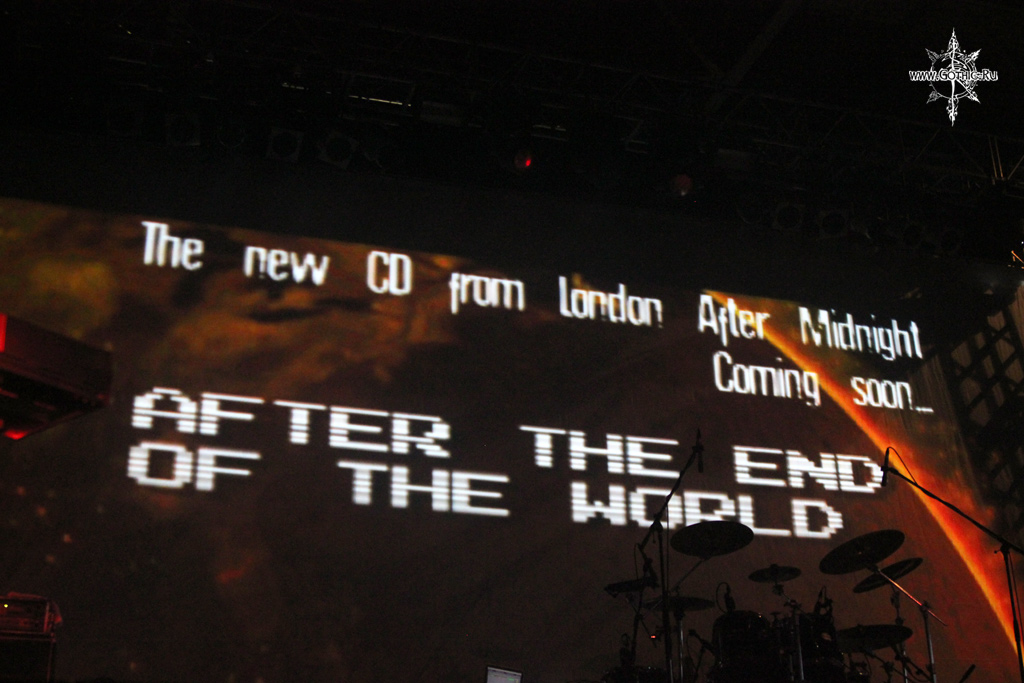 www.Gothic.Ru
The new CD from London After Midnight
Coming soon...
AFTER THE END
OF THE WORLD